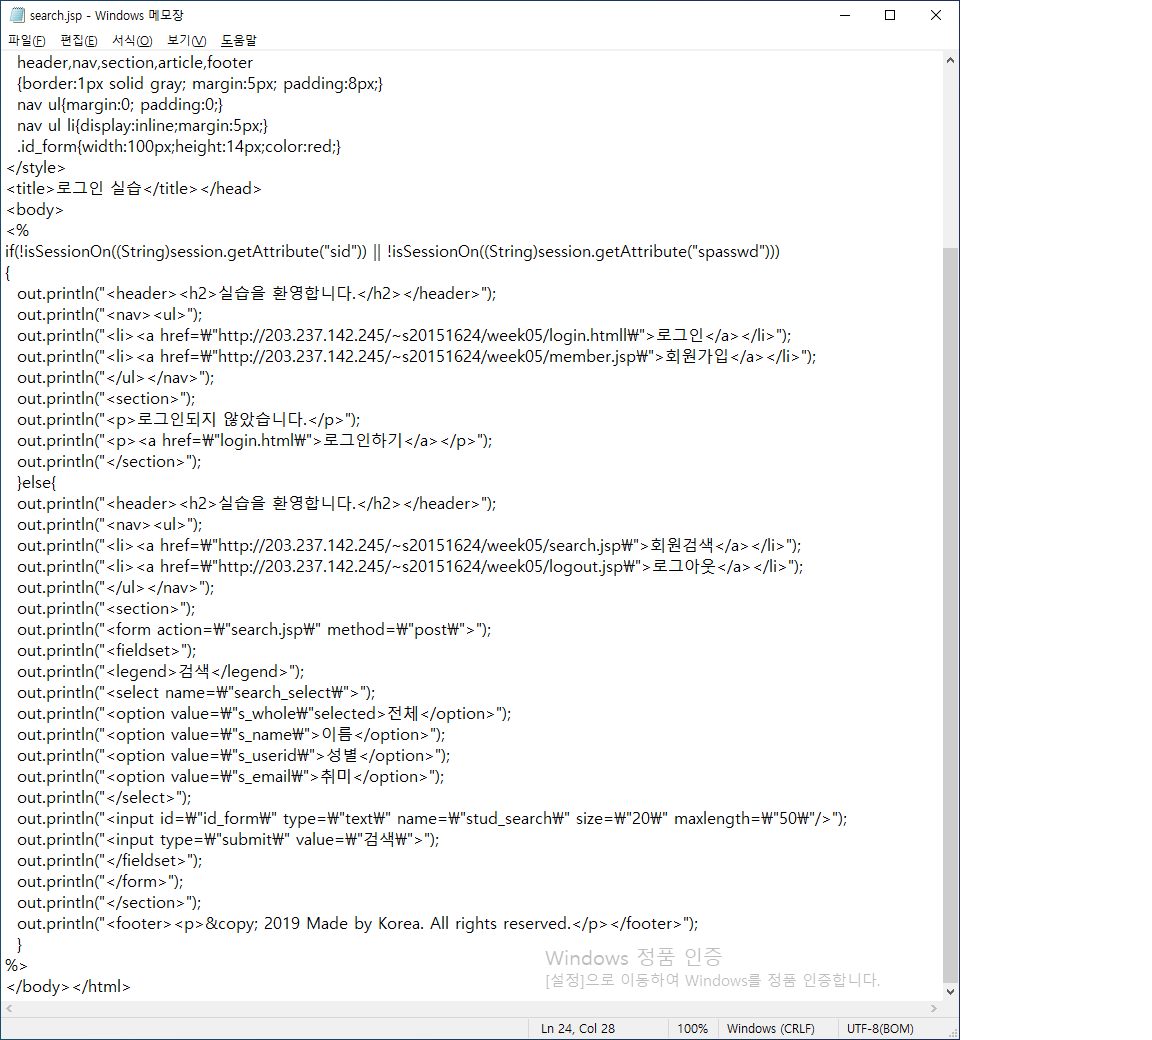 search.jsp - Windows 메모장
파일(F) 편집(E) 서식(O) 보기(V) 도움말
header,nav,section,article,footer
{border:1px solid gray; margin:5px; padding:8px;}
nav ul{margin:0; padding:0;}
nav ul li{display:inline;margin:5px;}
.id_form{width:100px;height:14px;color:red;}
</style>
<title>로그인 실습</title></head>
<body>
<%
if(!isSessionOn((String)session.getAttribute("sid")) || !isSessionOn((String)session.getAttribute("spasswd")))
{
out.println("<header><h2>실습을 환영합니다.</h2></header>");
out.println("<nav><ul>");
out.println("<li><a href=₩"http://203.237.142.245/~s20151624/week05/login.htmll₩">로그인</a></li>");
out.println("<li><a href=₩"http://203.237.142.245/~s20151624/week05/member.jsp₩">회원가입</a></li>");
out.println("</ul></nav>");
out.println("<section>");
out.println("<p>로그인되지 않았습니다.</p>");
out.println("<p><a href=₩"login.html₩">로그인하기</a></p>");
out.println("</section>");
}else{
out.println("<header><h2>실습을 환영합니다.</h2></header>");
out.println("<nav><ul>");
out.println("<li><a href=₩"http://203.237.142.245/~s20151624/week05/search.jsp₩">회원검색</a></li>");
out.println("<li><a href=₩"http://203.237.142.245/~s20151624/week05/logout.jsp₩">로그아웃</a></li>");
out.println("</ul></nav>");
out.println("<section>");
out.println("<form action=₩"search.jsp₩" method=₩"post₩">");
out.println("<fieldset>");
out.println("<legend>검색</legend>");
out.println("<select name=₩"search_select₩">");
out.println("<option value=₩"s_whole₩"selected>전체</option>");
out.println("<option value=₩"s_name₩">이름</option>");
out.println("<option value=₩"s_userid₩">성별</option>");
out.println("<option value=₩"s_email₩">취미</option>");
out.println("</select>");
out.println("<input id=₩"id_form₩" type=₩"text₩" name=₩"stud_search₩" size=₩"20₩" maxlength=₩"50₩"/>");
out.println("<input type=₩"submit₩" value=₩"검색₩">");
out.println("</fieldset>");
out.println("</form>");
out.println("</section>");
out.println("<footer><p>&copy; 2019 Made by Korea. All rights reserved.</p></footer>");
}
%>
</body></html>
Windows 정품 인증
[설정]으로 이동하여 Windows를 정품 인증합니다.
Ln 24, Col 28 100% Windows (CRLF) UTF-8(BOM)